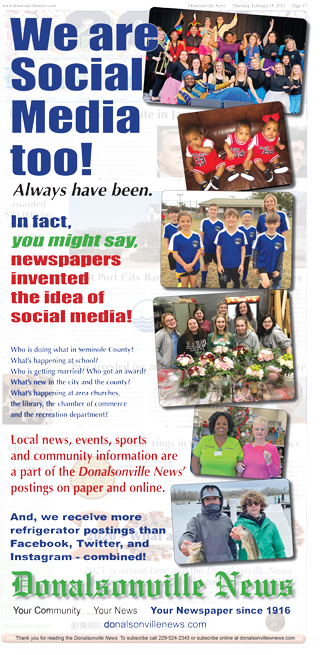 www.donalsonvillenews.com
Donalsonville News
Page 17
We are
Social
Media
too!
Always have been.
In fact,
you might say,
newspapers
invented
the idea of
social media!
Who is doing what in Seminole County?
What's happening at school?
Who is getting married? Who got an award?
What's new in the city and the county?
What's happening at area churches,
the library, the chamber of commerce
and the recreation department?
Local news, events, sports
and community information are
a part of the Donalsonville News'
postings on paper and online.
And, we receive more
refrigerator postings than
Facebook, Twitter, and
Instagram - combined!
Donalsonville News
Your Community Your News Your Newspaper since 1916
donalsonvillenews.com
Thank you for reading the Donalsonville News. To subscribe call 229-524-2343 or subscribe online at donalsonvillenews.com